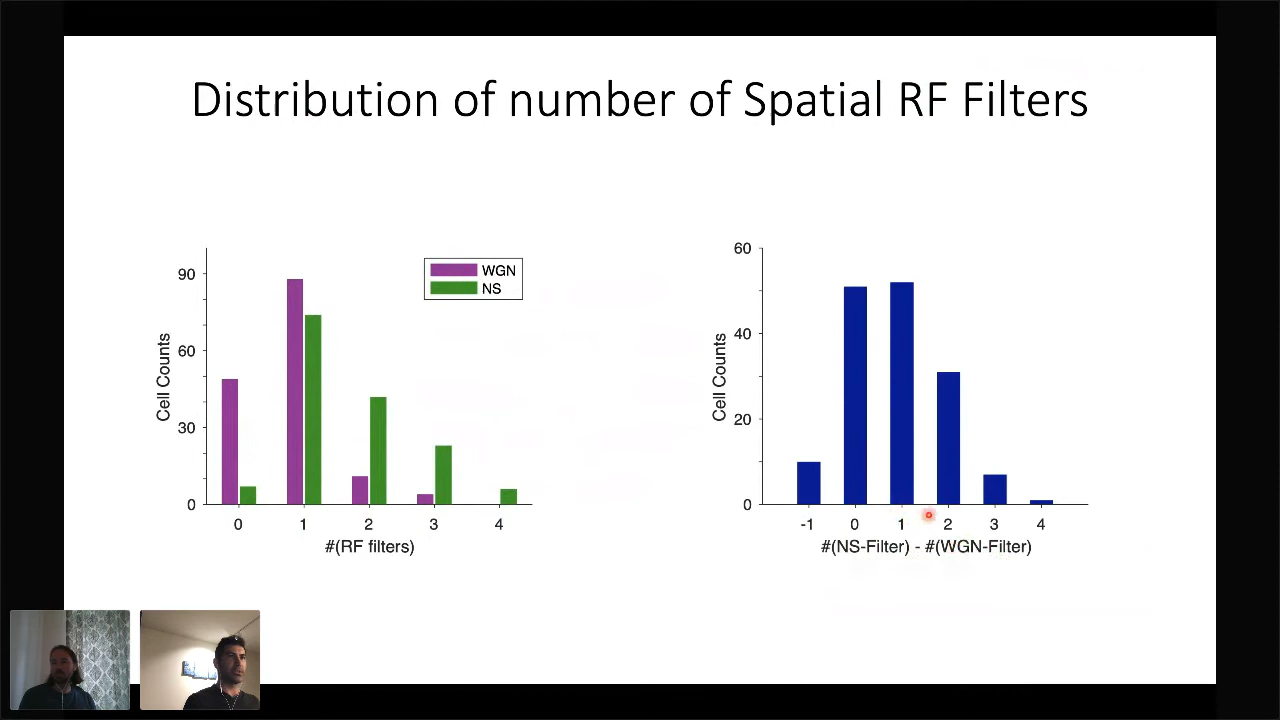 Distribution of number of Spatial RF Filters
90
60
30
0
Cell Counts
WGN
NS
0 1 2 3 4
#(RF filters)
60
40
20
0
Cell Counts
-1 0 1 2 3 4
#(NS-Filter) - #(WGN-Filter)